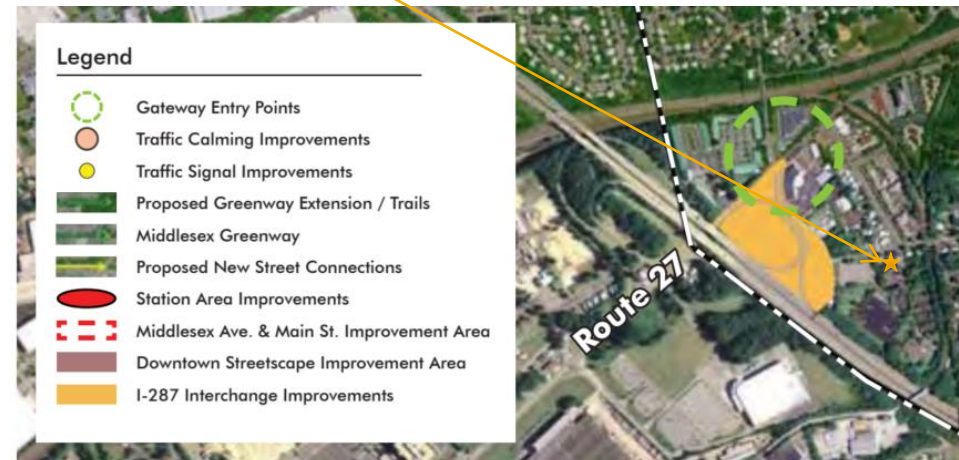 Legend
Gateway Entry Points
Traffic Calming Improvements
Traffic Signal Improvements
Proposed Greenway Extension / Trails
Middlesex Greenway
Proposed New Street Connections
Station Area Improvements
Middlesex Ave. & Main St. Improvement Area
Downtown Streetscape Improvement Area
I-287 Interchange Improvements
Route 27